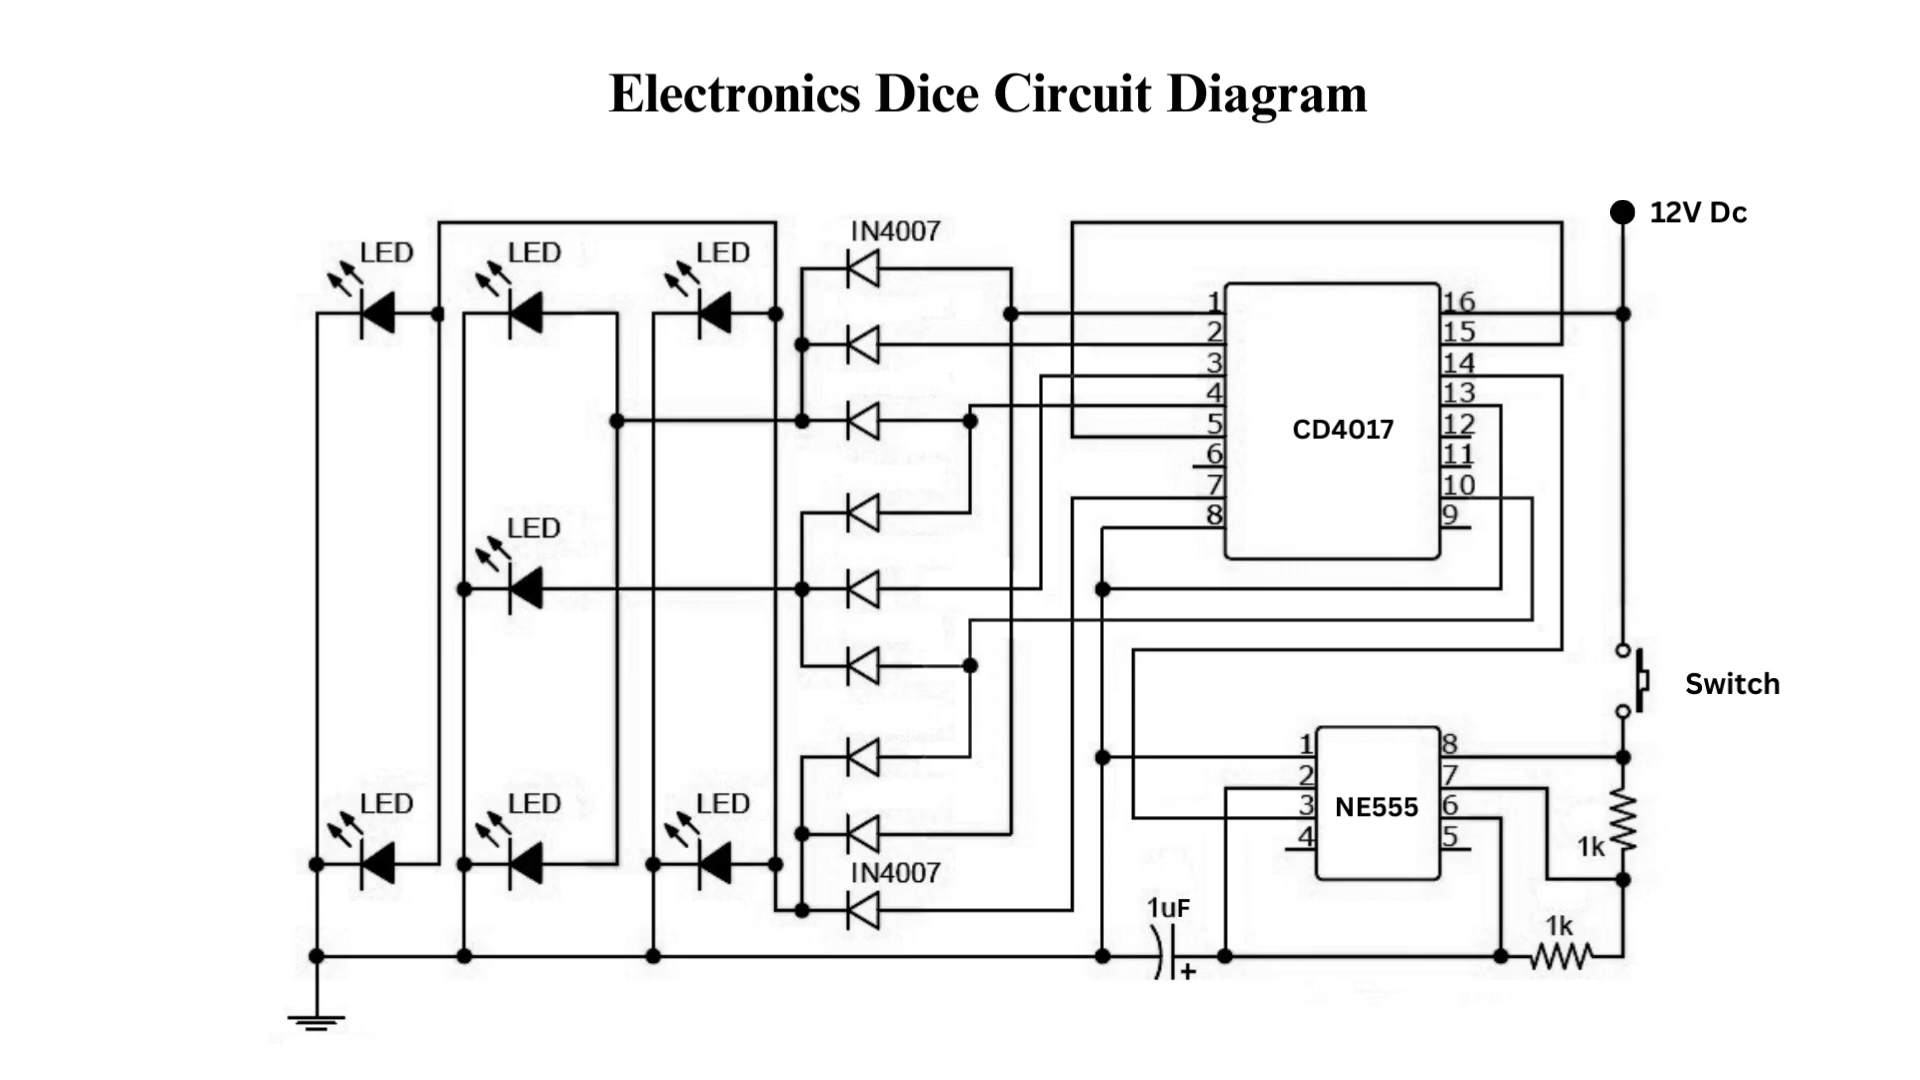 Electronics Dice Circuit Diagram
12V Dc
LED
LED
LED
IN4007
1
2
3
4
5
6
7
8
CD4017
16
15
14
13
12
11
10
9
LED
Switch
LED
LED
LED
IN4007
1
2
3
4
NE555
8
7
6
5
1k
1uF
+
1k